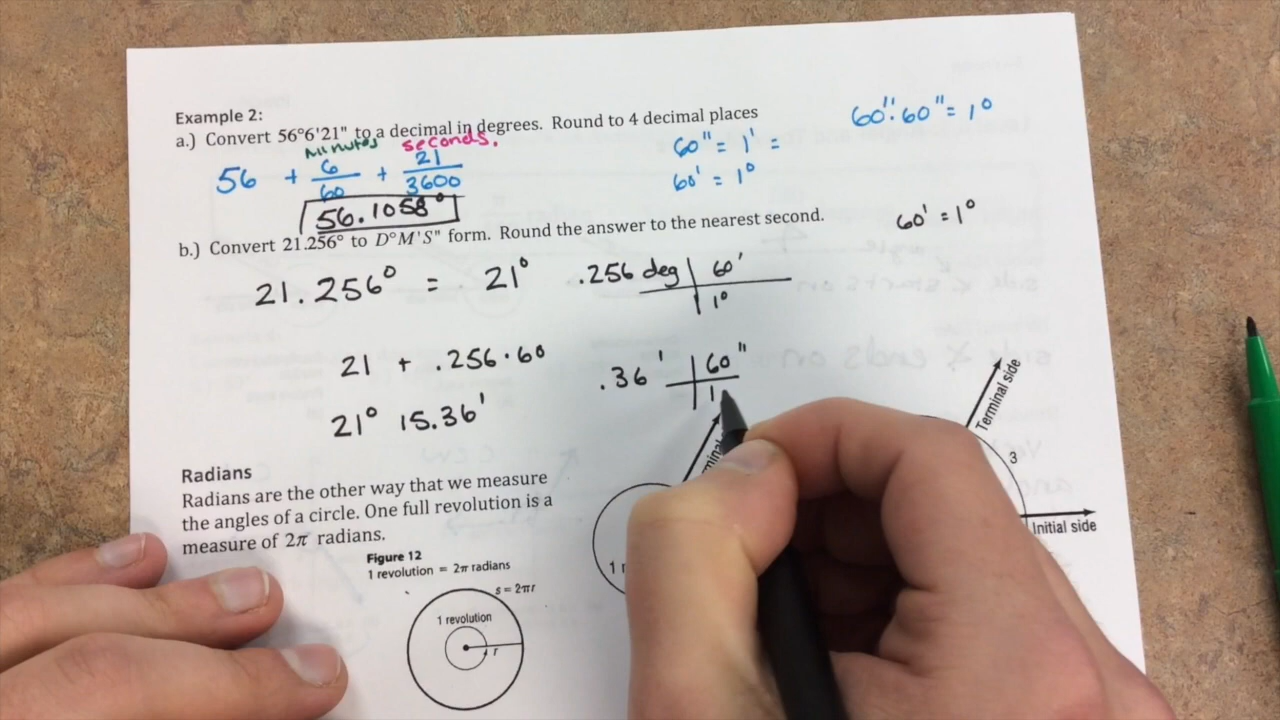 Example 2:
a.) Convert 56°6'21" to a decimal in degrees. Round to 4 decimal places
minutes seconds.
56 + 6/60 + 21/3600
56.1058°
60" = 1' =
60' = 1°
60"·60" = 1°
b.) Convert 21.256° to D°M'S" form. Round the answer to the nearest second.
60' = 1°
21.256° = 21° .256 deg | 60'
1°
21 + .256·60
.36' | 60"
1
21° 15.36'
Radians
Radians are the other way that we measure
the angles of a circle. One full revolution is a
measure of 2π radians.
Figure 12
1 revolution = 2π radians
s = 2πr
1 revolution
r
1 r
Terminal side
3
Initial side